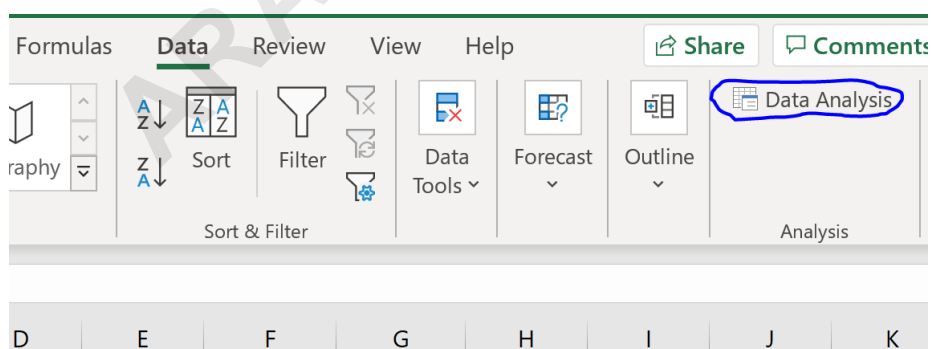 Formulas Data Review View Help Share Comments
Data Analysis
raphy Sort Filter Data Tools Forecast Outline
Sort & Filter Analysis
D E F G H I J K